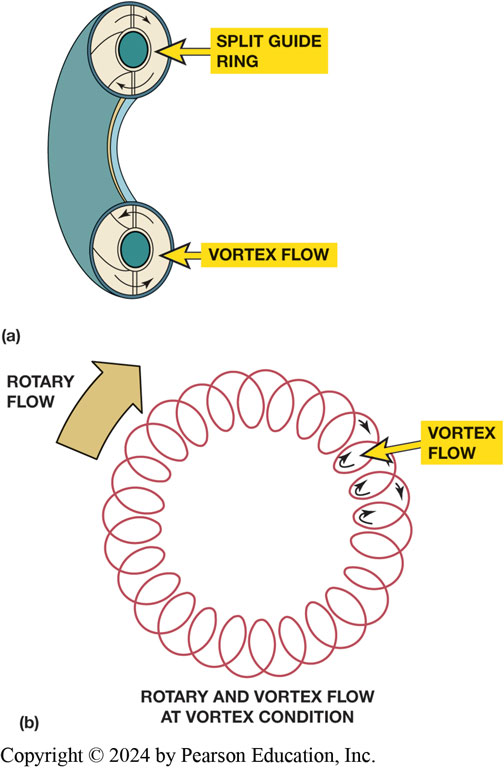 SPLIT GUIDE
RING
VORTEX FLOW
(a)
ROTARY
FLOW
VORTEX
FLOW
ROTARY AND VORTEX FLOW
AT VORTEX CONDITION
(b)
Copyright © 2024 by Pearson Education, Inc.